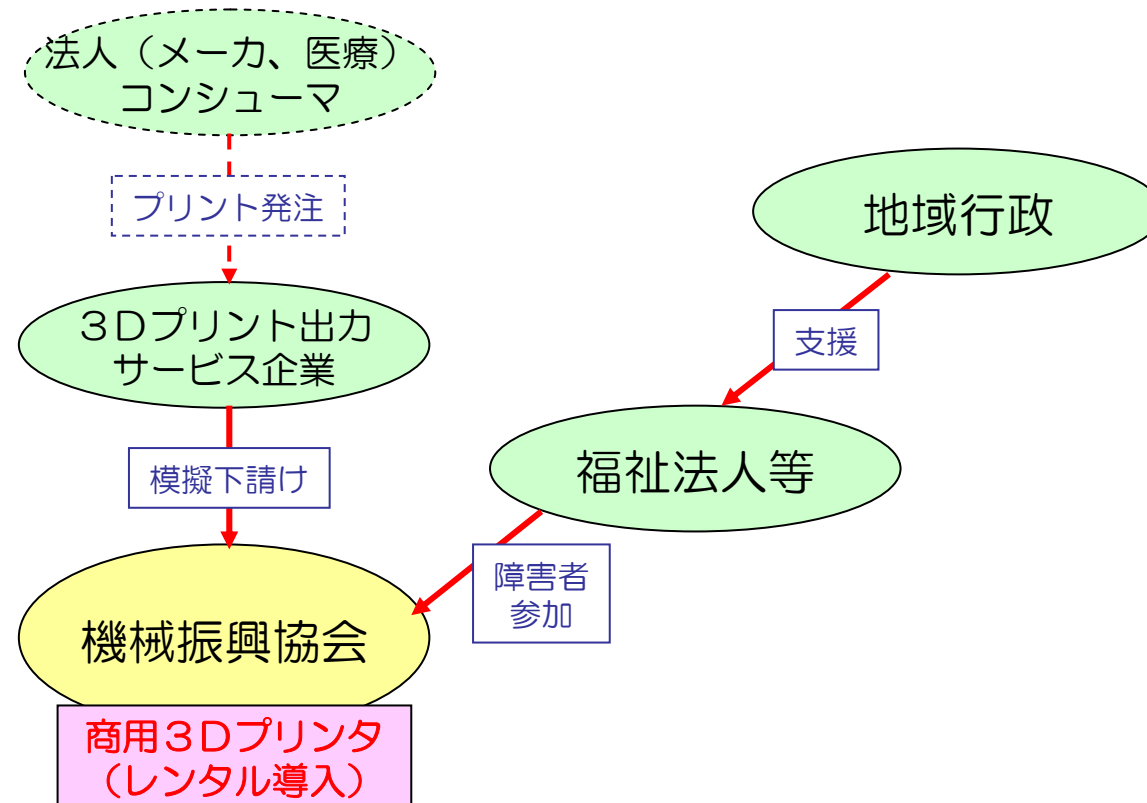 法人（メーカ、医療）
コンシューマ
プリント発注
地域行政
３Ｄプリント出力
サービス企業
支援
模擬下請け
福祉法人等
障害者
参加
機械振興協会
商用３Ｄプリンタ
（レンタル導入）